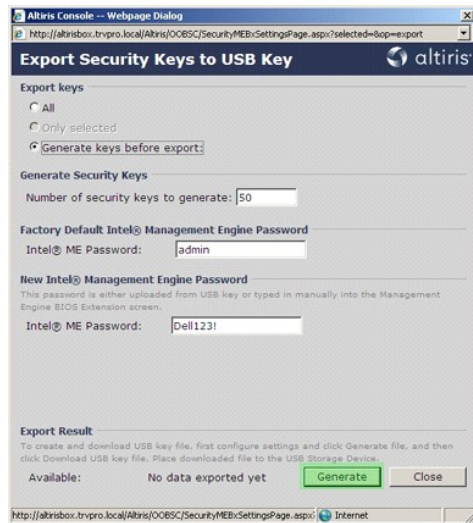 Altiris Console -- Webpage Dialog
http://altirisbox.trvpro.local/Altiris/OOBSC/SecurityMEBxSettingsPage.aspx?selected=&op=export
Export Security Keys to USB Key
altiris
Export keys
All
Only selected
Generate keys before export:
Generate Security Keys
Number of security keys to generate: 50
Factory Default Intel® Management Engine Password
Intel® ME Password: admin
New Intel® Management Engine Password
This password is either uploaded from USB key or typed in manually into the Management
Engine BIOS Extension screen.
Intel® ME Password: Dell123!
Export Result
To create and download USB key file, first configure settings and click Generate file, and then
click Download USB key file. Place downloaded file to the USB Storage Device.
Available: No data exported yet Generate Close
http://altirisbox.trvpro.local/Altiris/OOBSC/SecurityMEBxSettingsPage.aspx? Internet